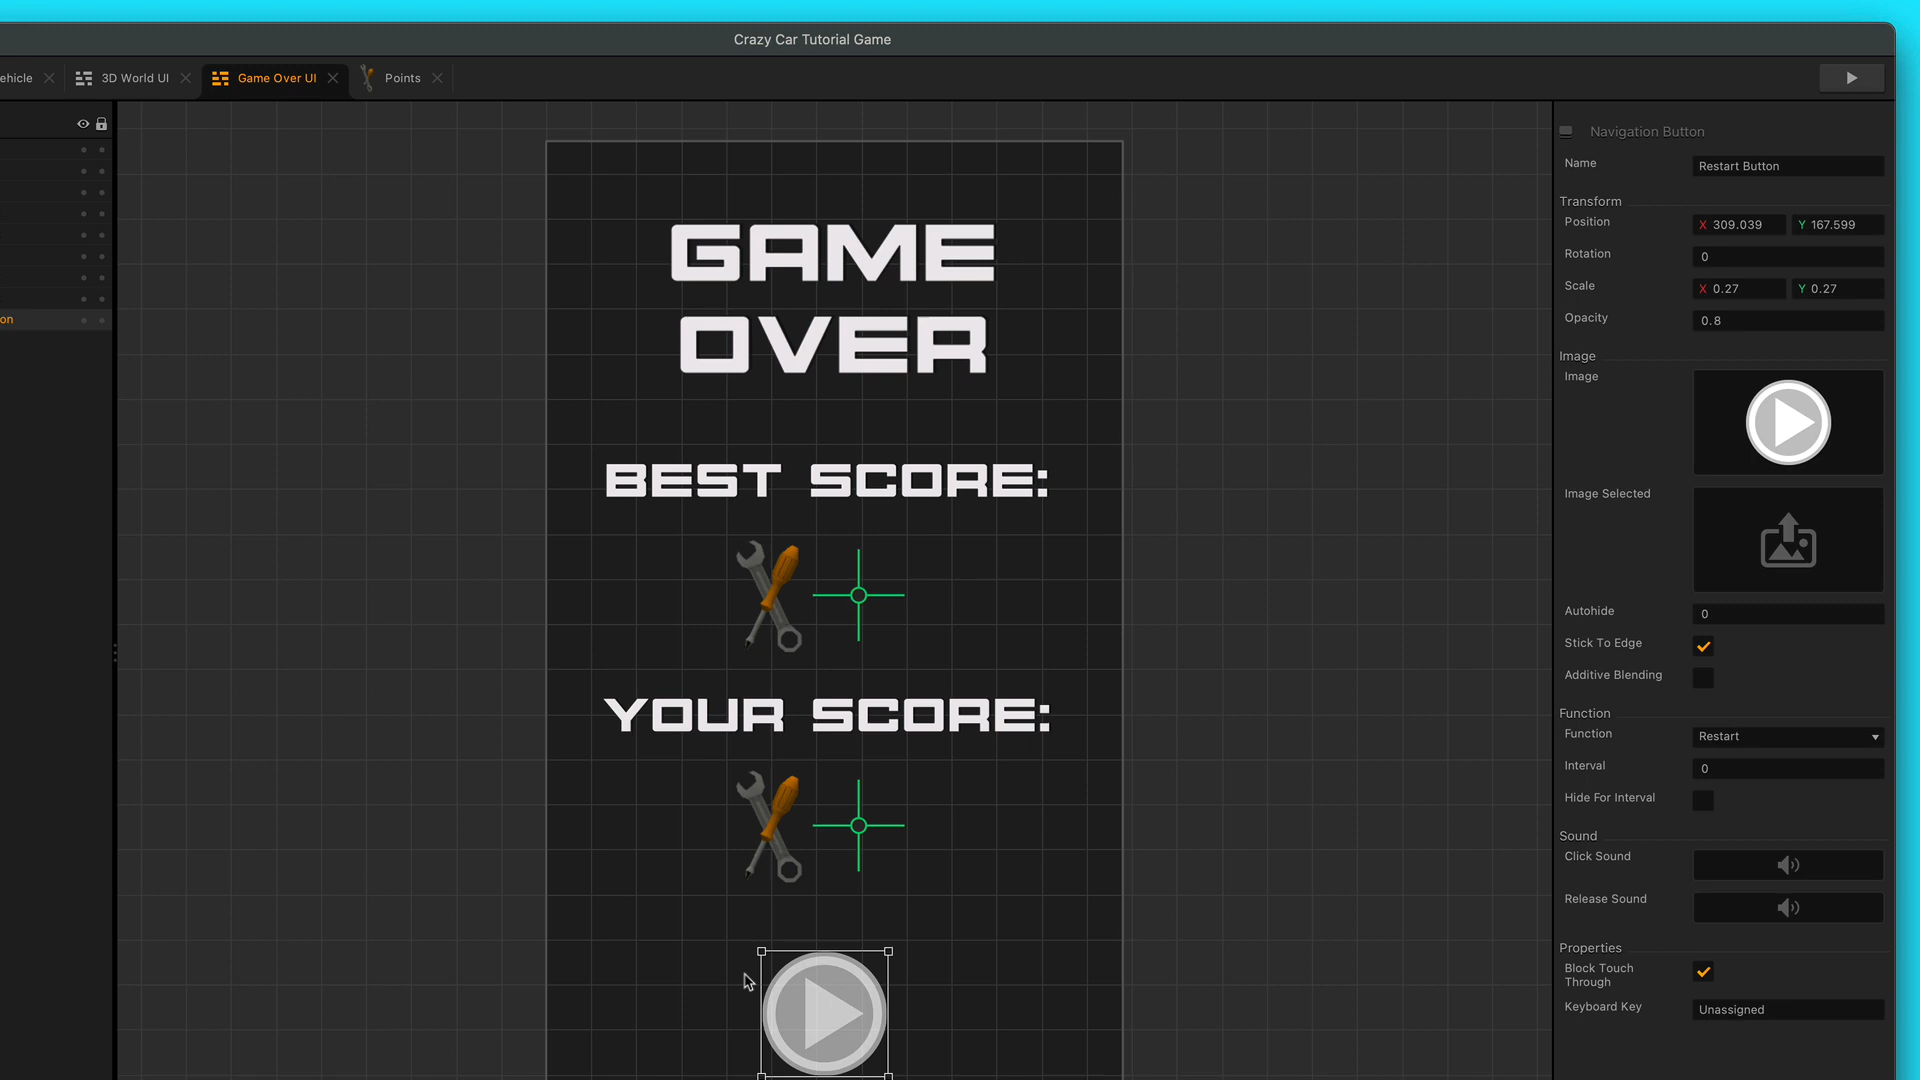 Crazy Car Tutorial Game
ehicle
3D World UI
Game Over UI
Points
on
GAME
OVER
BEST SCORE:
YOUR SCORE:
Navigation Button
Name
Restart Button
Transform
Position
X 309.039
Y 167.599
Rotation
0
Scale
X 0.27
Y 0.27
Opacity
0.8
Image
Image
Image Selected
Autohide
0
Stick To Edge
Additive Blending
Function
Function
Restart
Interval
0
Hide For Interval
Sound
Click Sound
Release Sound
Properties
Block Touch
Through
Keyboard Key
Unassigned